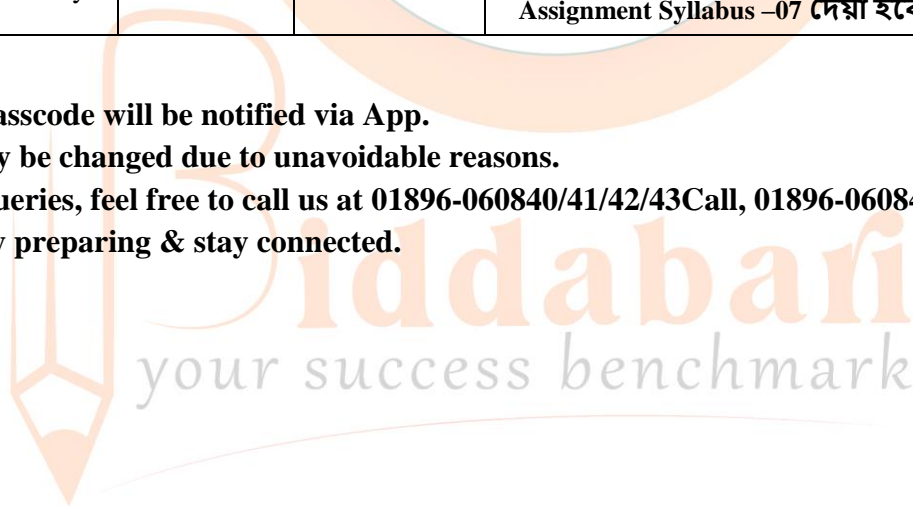 Assignment Syllabus –07 দেয়া হবে
asscode will be notified via App.
y be changed due to unavoidable reasons.
ueries, feel free to call us at 01896-060840/41/42/43Call, 01896-06084
y preparing & stay connected.
Biddabari
your success benchmark